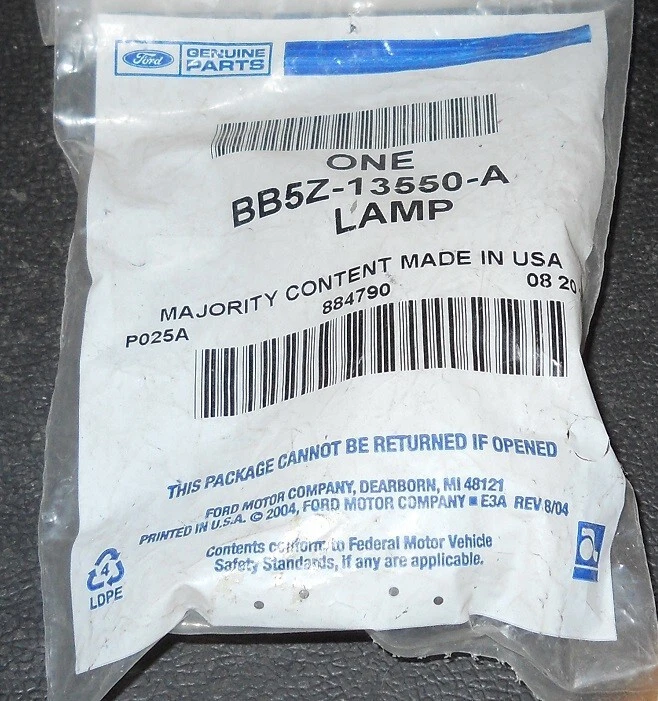 Ford GENUINE PARTS
ONE
BB5Z-13550-A
LAMP
MAJORITY CONTENT MADE IN USA
P025A 884790 08 20
THIS PACKAGE CANNOT BE RETURNED IF OPENED
FORD MOTOR COMPANY, DEARBORN, MI 48121
PRINTED IN U.S.A. © 2004, FORD MOTOR COMPANY ■ E3A REV 8/04
Contents conform to Federal Motor Vehicle
Safety Standards, if any are applicable.
4
LDPE
a